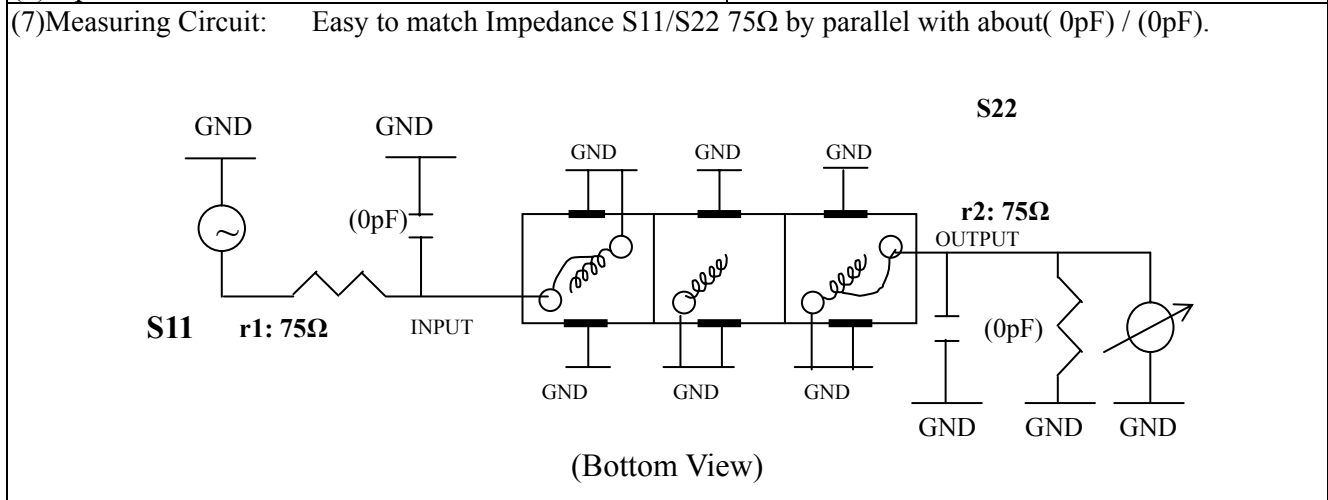 (7)Measuring Circuit: Easy to match Impedance S11/S22 75Ω by parallel with about( 0pF) / (0pF).
S22
GND GND
GND GND GND
(0pF)
r2: 75Ω
OUTPUT
S11 r1: 75Ω INPUT
(0pF)
GND GND GND
GND GND GND
(Bottom View)